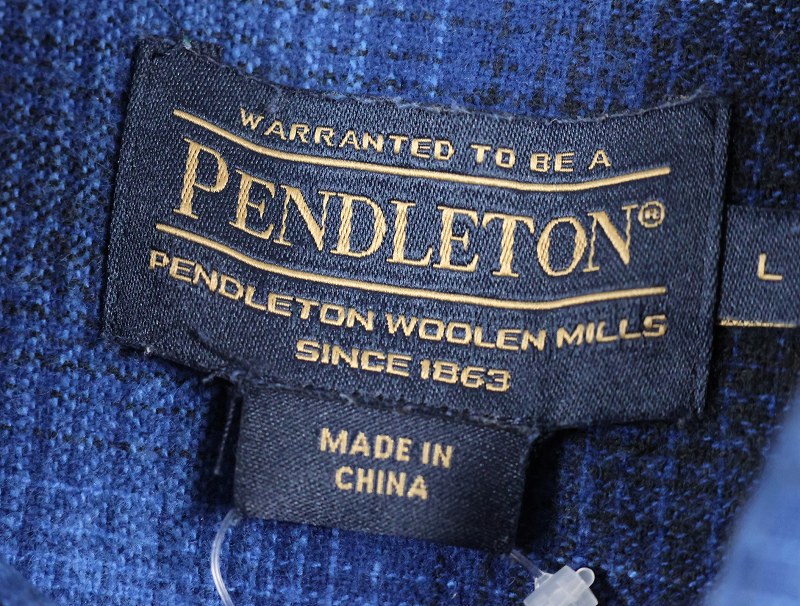 WARRANTED TO BE A
PENDLETON®
PENDLETON WOOLEN MILLS
SINCE 1863
L
MADE IN
CHINA